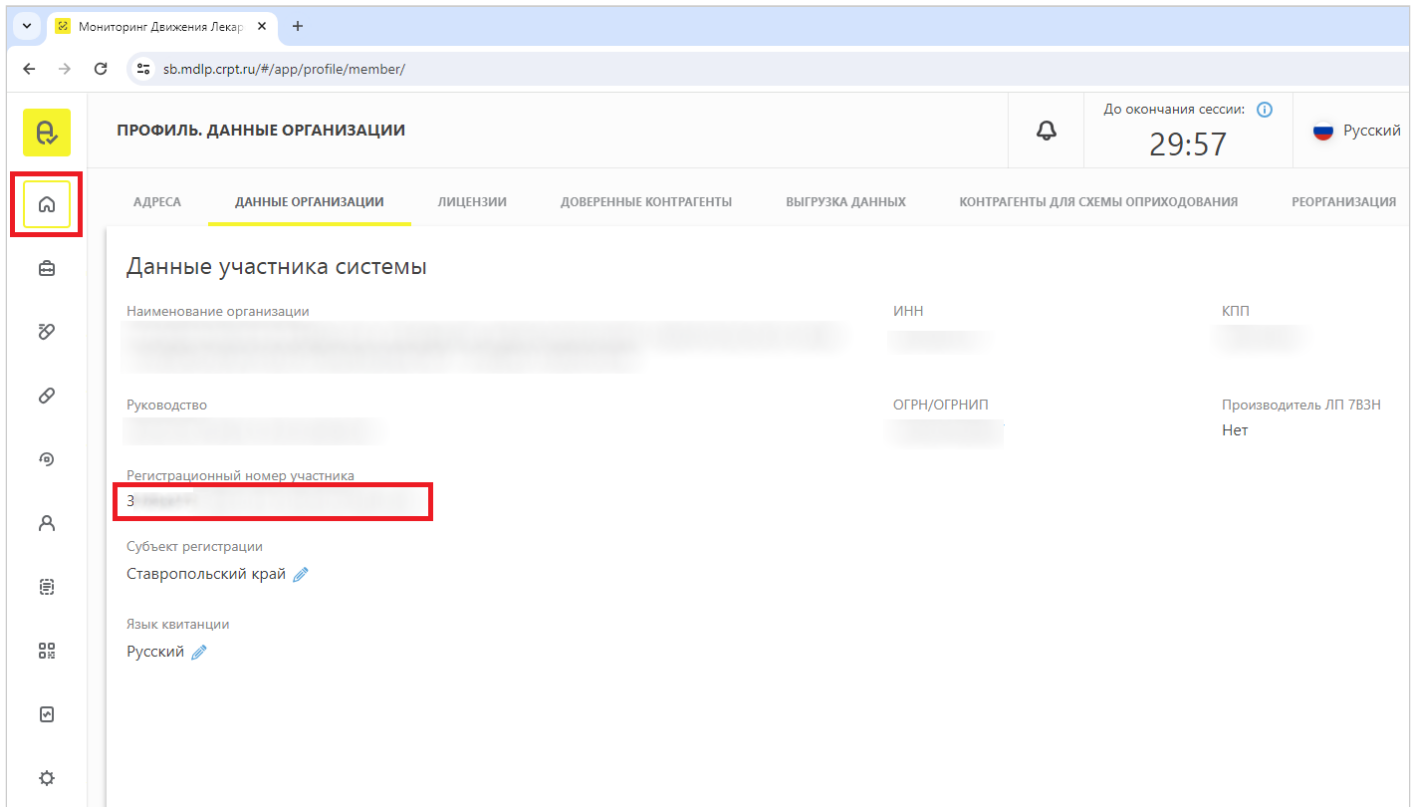 Мониторинг Движения Лекар
sb.mdlp.crpt.ru/#/app/profile/member/
ПРОФИЛЬ. ДАННЫЕ ОРГАНИЗАЦИИ
До окончания сессии:
29:57
Русский
АДРЕСА ДАННЫЕ ОРГАНИЗАЦИИ ЛИЦЕНЗИИ ДОВЕРЕННЫЕ КОНТРАГЕНТЫ ВЫГРУЗКА ДАННЫХ КОНТРАГЕНТЫ ДЛЯ СХЕМЫ ОПРИХОДОВАНИЯ РЕОРГАНИЗАЦИЯ
Данные участника системы
Наименование организации ИНН КПП
Руководство ОГРН/ОГРНИП Производитель ЛП 7ВЗН
Нет
Регистрационный номер участника
3
Субъект регистрации
Ставропольский край
Язык квитанции
Русский